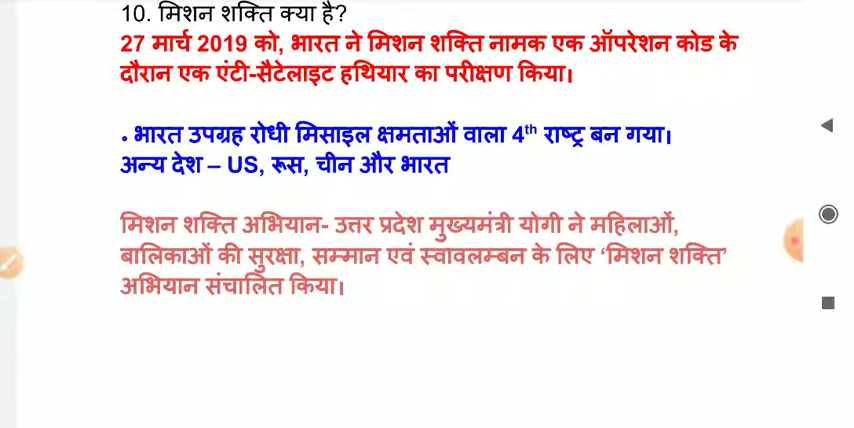 10. मिशन शक्ति क्या है?
27 मार्च 2019 को, भारत ने मिशन शक्ति नामक एक ऑपरेशन कोड के
दौरान एक एंटी-सैटेलाइट हथियार का परीक्षण किया।
• भारत उपग्रह रोधी मिसाइल क्षमताओं वाला 4th राष्ट्र बन गया।
अन्य देश – US, रूस, चीन और भारत
मिशन शक्ति अभियान- उत्तर प्रदेश मुख्यमंत्री योगी ने महिलाओं,
बालिकाओं की सुरक्षा, सम्मान एवं स्वावलम्बन के लिए ‘मिशन शक्ति’
अभियान संचालित किया।